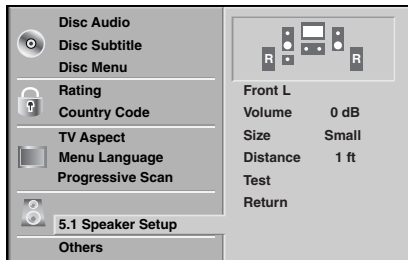 Disc Audio
Disc Subtitle
Disc Menu
Rating
Country Code
TV Aspect
Menu Language
Progressive Scan
5.1 Speaker Setup
Others
R R
Front L
Volume 0 dB
Size Small
Distance 1 ft
Test
Return